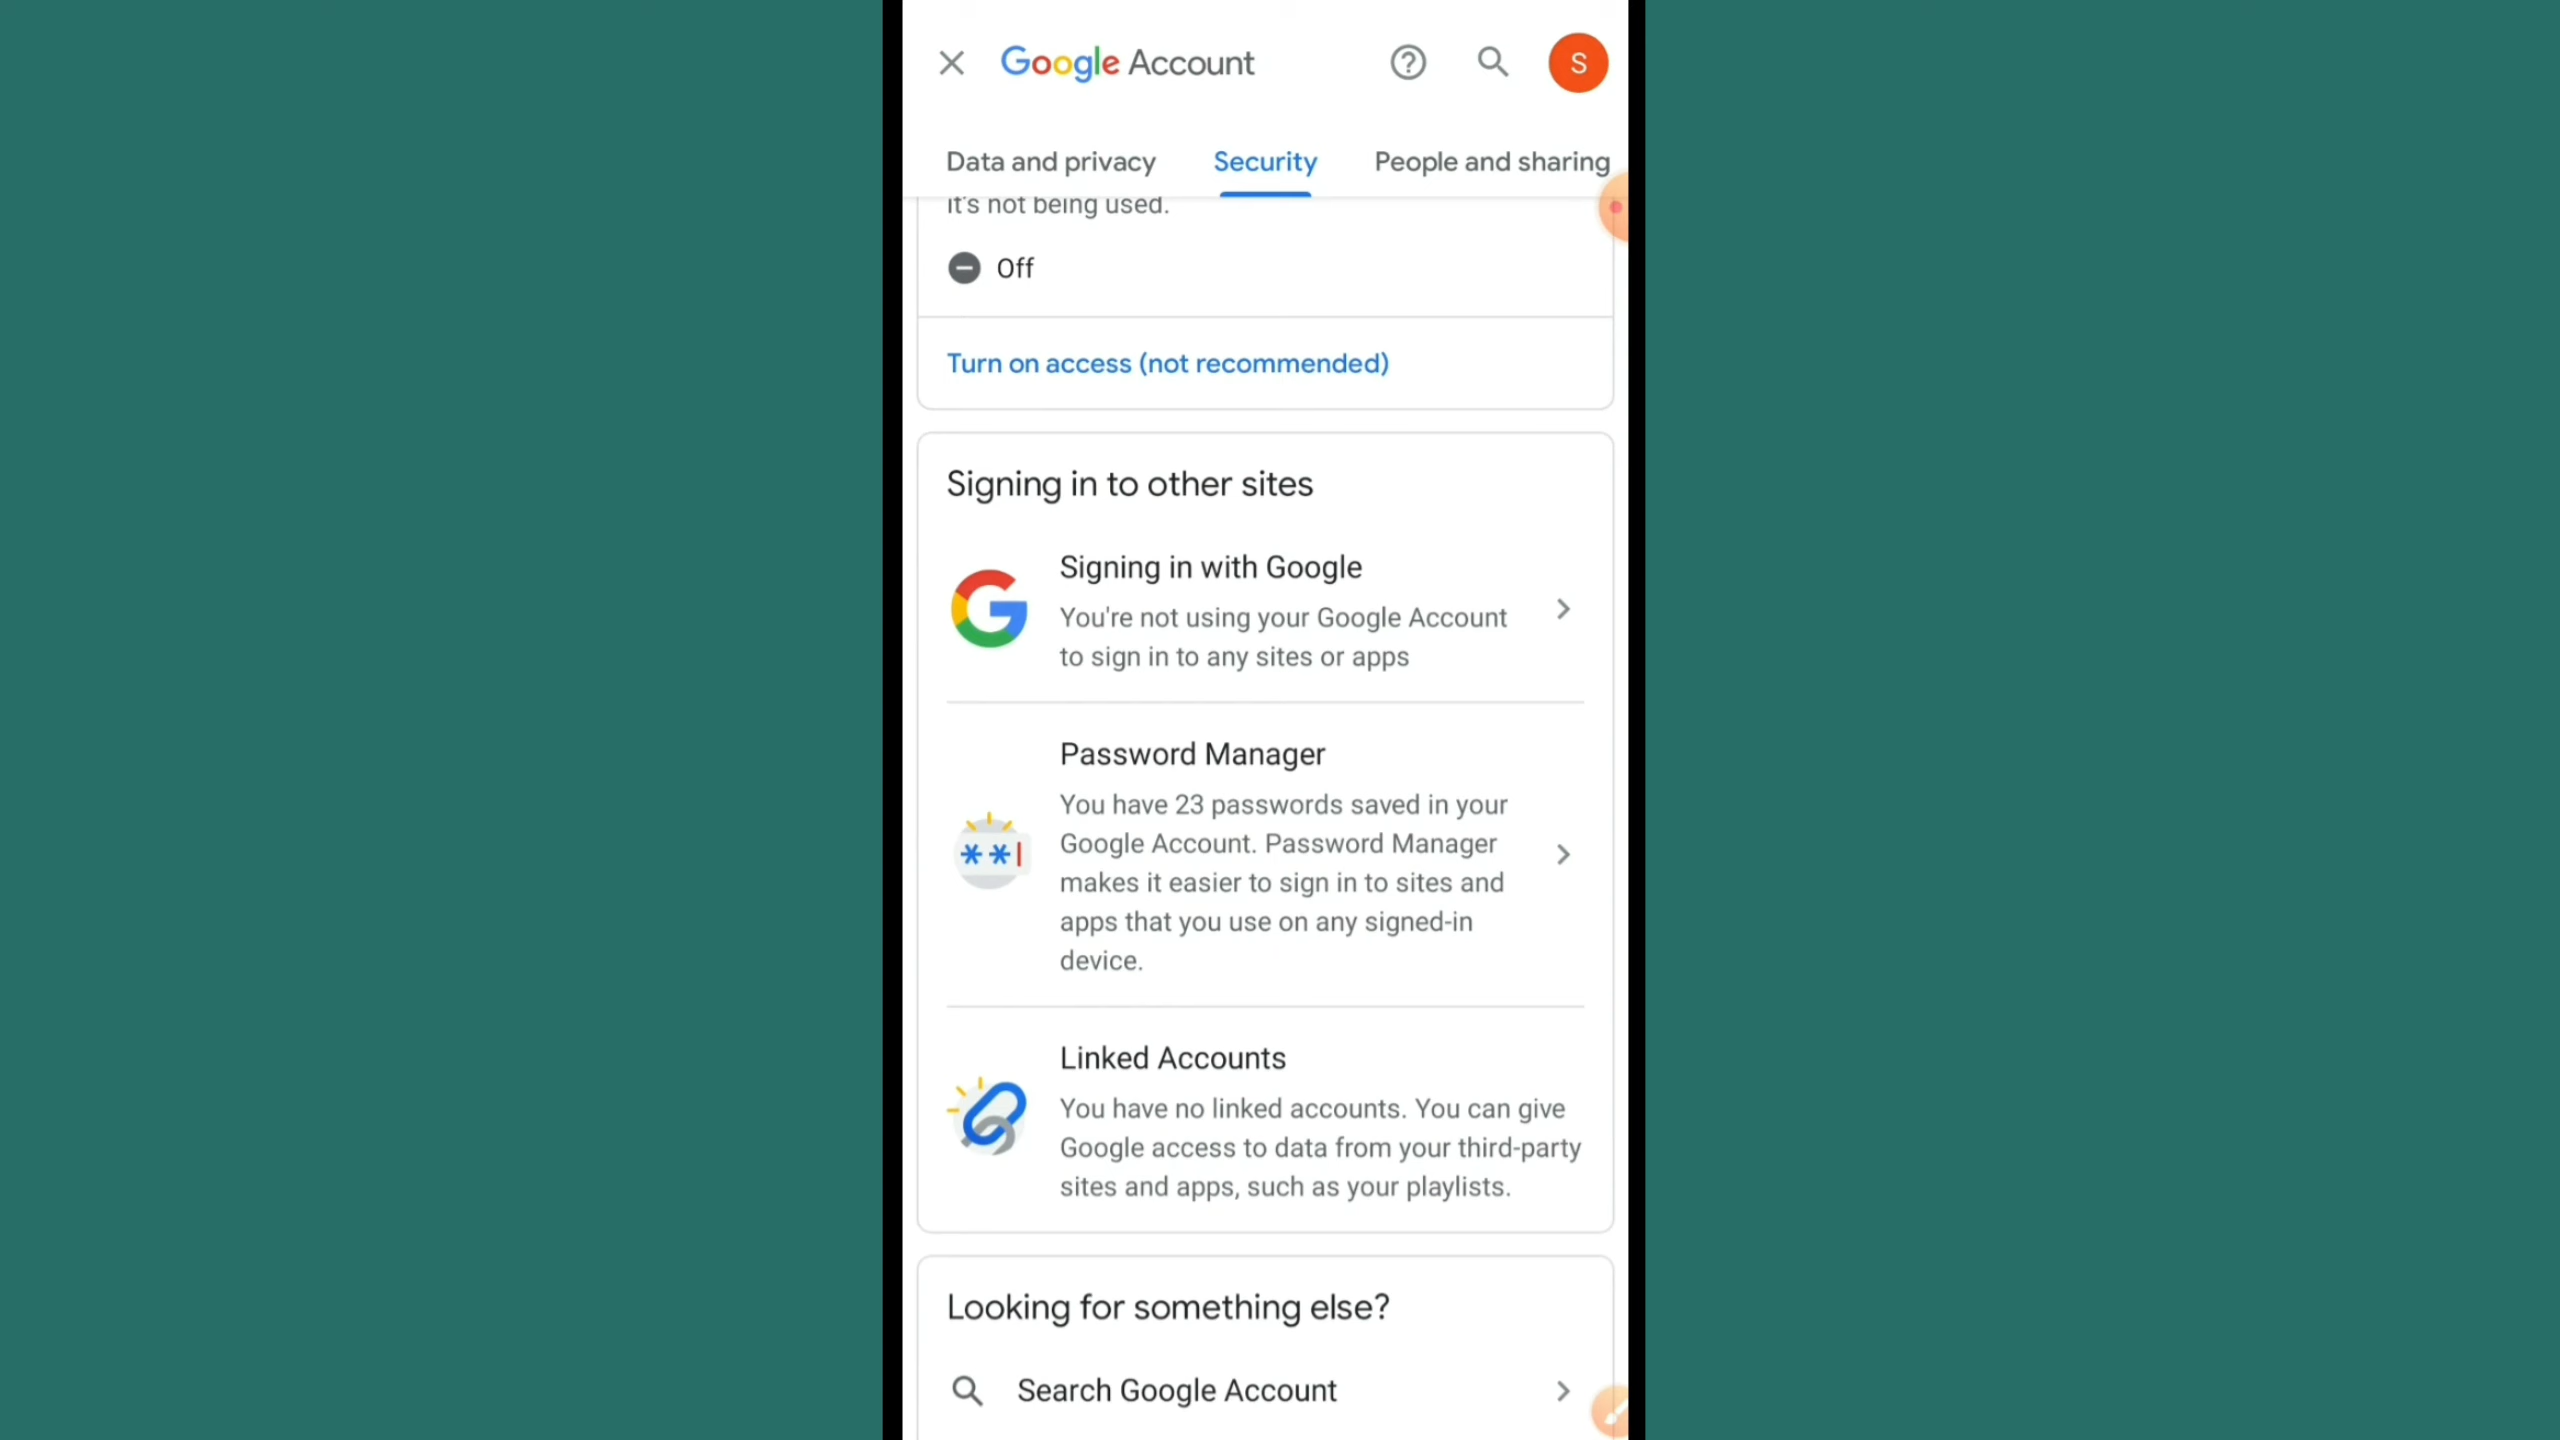 Google Account
S
Data and privacy Security People and sharing
it's not being used.
Off
Turn on access (not recommended)
Signing in to other sites
Signing in with Google
You're not using your Google Account
to sign in to any sites or apps
Password Manager
You have 23 passwords saved in your
Google Account. Password Manager
makes it easier to sign in to sites and
apps that you use on any signed-in
device.
Linked Accounts
You have no linked accounts. You can give
Google access to data from your third-party
sites and apps, such as your playlists.
Looking for something else?
Search Google Account